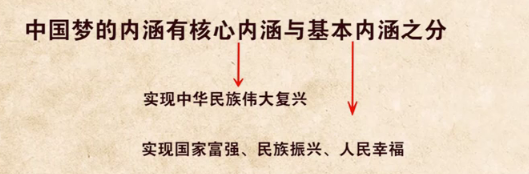 中国梦的内涵有核心内涵与基本内涵之分
实现中华民族伟大复兴
实现国家富强、民族振兴、人民幸福